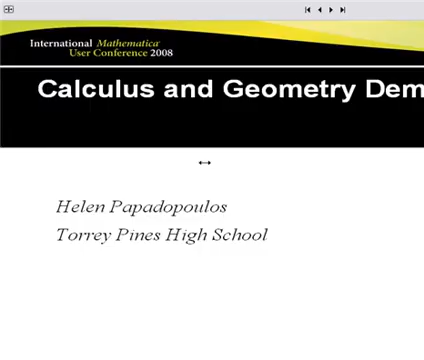 International Mathematica
User Conference 2008
Calculus and Geometry Dem
Helen Papadopoulos
Torrey Pines High School